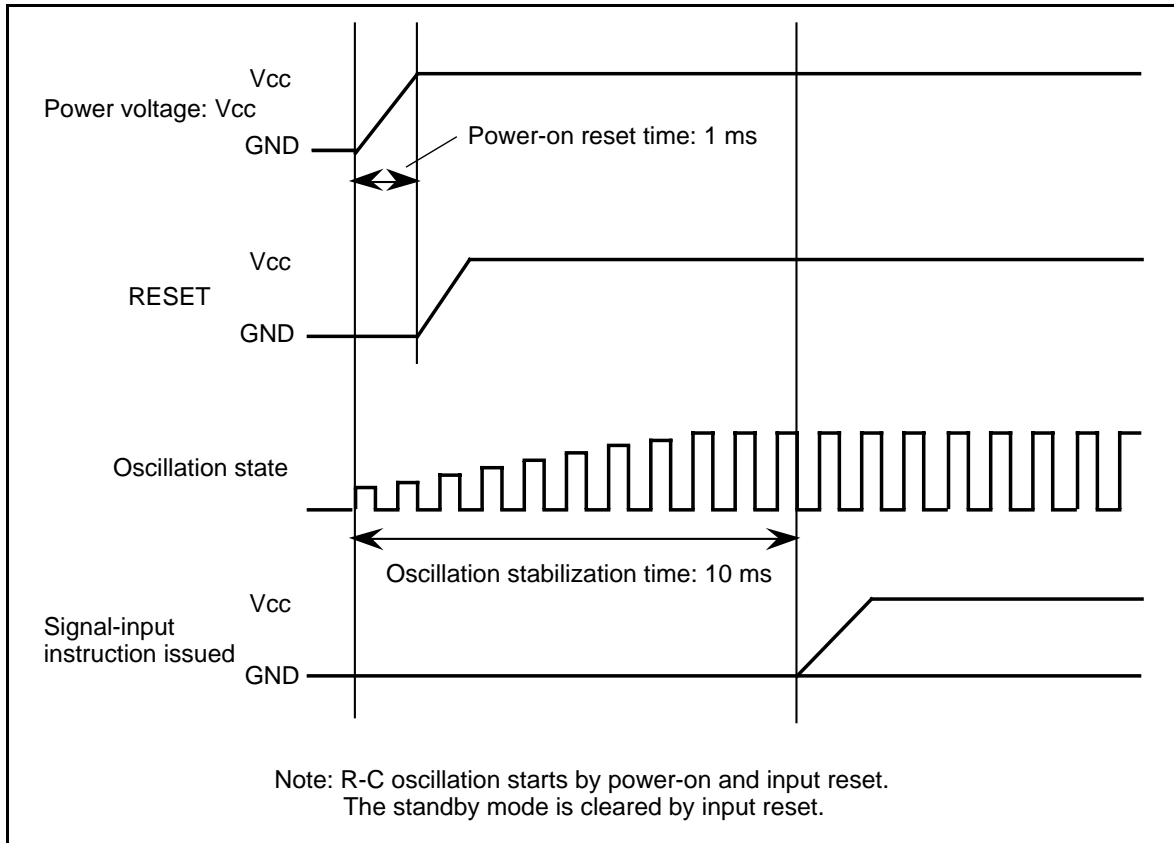 Vcc
Power voltage: Vcc
GND
Power-on reset time: 1 ms
Vcc
RESET
GND
Oscillation state
Oscillation stabilization time: 10 ms
Vcc
Signal-input
instruction issued
GND
Note: R-C oscillation starts by power-on and input reset.
The standby mode is cleared by input reset.